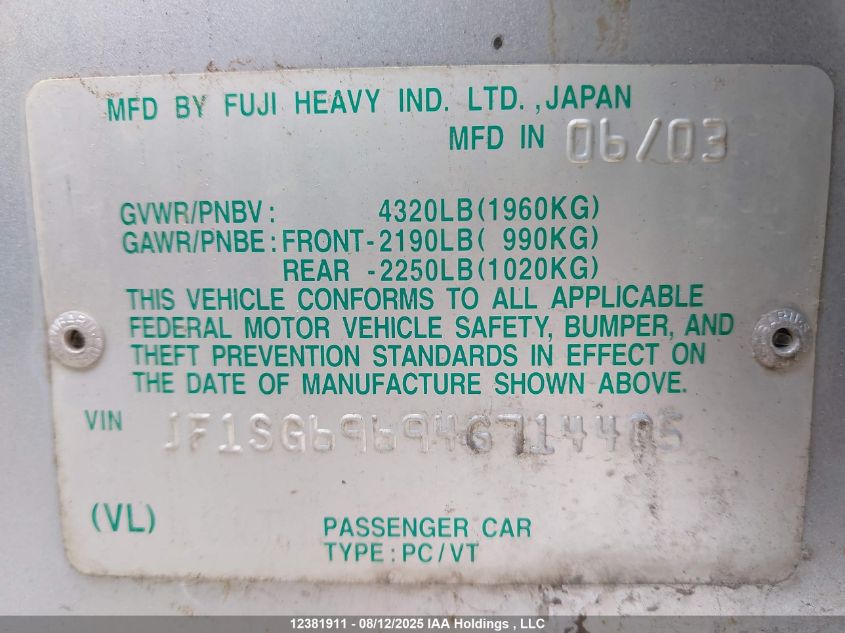 MFD BY FUJI HEAVY IND. LTD., JAPAN
MFD IN 06/03
GVWR/PNBV: 4320LB(1960KG)
GAWR/PNBE: FRONT-2190LB( 990KG)
REAR -2250LB(1020KG)
THIS VEHICLE CONFORMS TO ALL APPLICABLE
FEDERAL MOTOR VEHICLE SAFETY, BUMPER, AND
THEFT PREVENTION STANDARDS IN EFFECT ON
THE DATE OF MANUFACTURE SHOWN ABOVE.
VIN JF1SG69694G714405
(VL) PASSENGER CAR
TYPE: PC/VT
12381911 - 08/12/2025 IAA Holdings , LLC